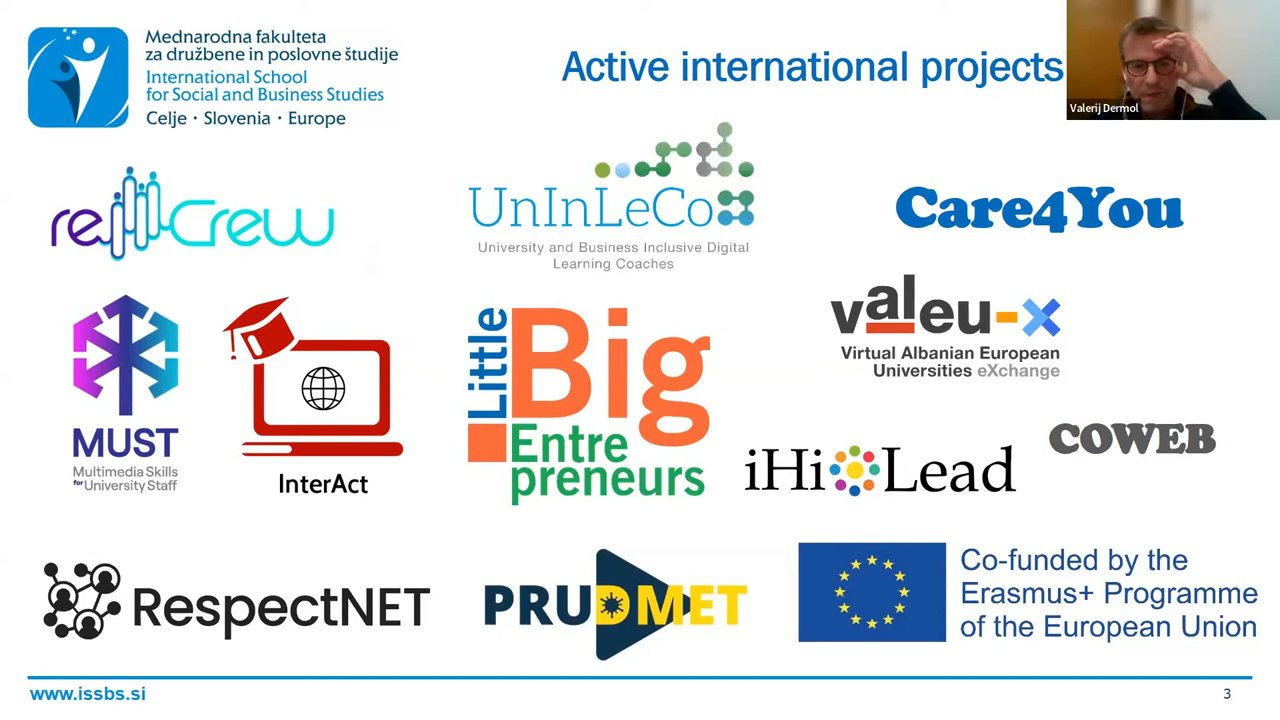 Mednarodna fakulteta
za družbene in poslovne študije
International School
for Social and Business Studies
Celje · Slovenia · Europe
Active international projects
Valerij Dermol
reCrew
UnInLeCo
University and Business Inclusive Digital
Learning Coaches
Care4You
MUST
Multimedia Skills
for University Staff
InterAct
Little
Big
Entre
preneurs
valeu-x
Virtual Albanian European
Universities eXchange
iHiLead
COWEB
RespectNET
PRUDMET
Co-funded by the
Erasmus+ Programme
of the European Union
www.issbs.si
3